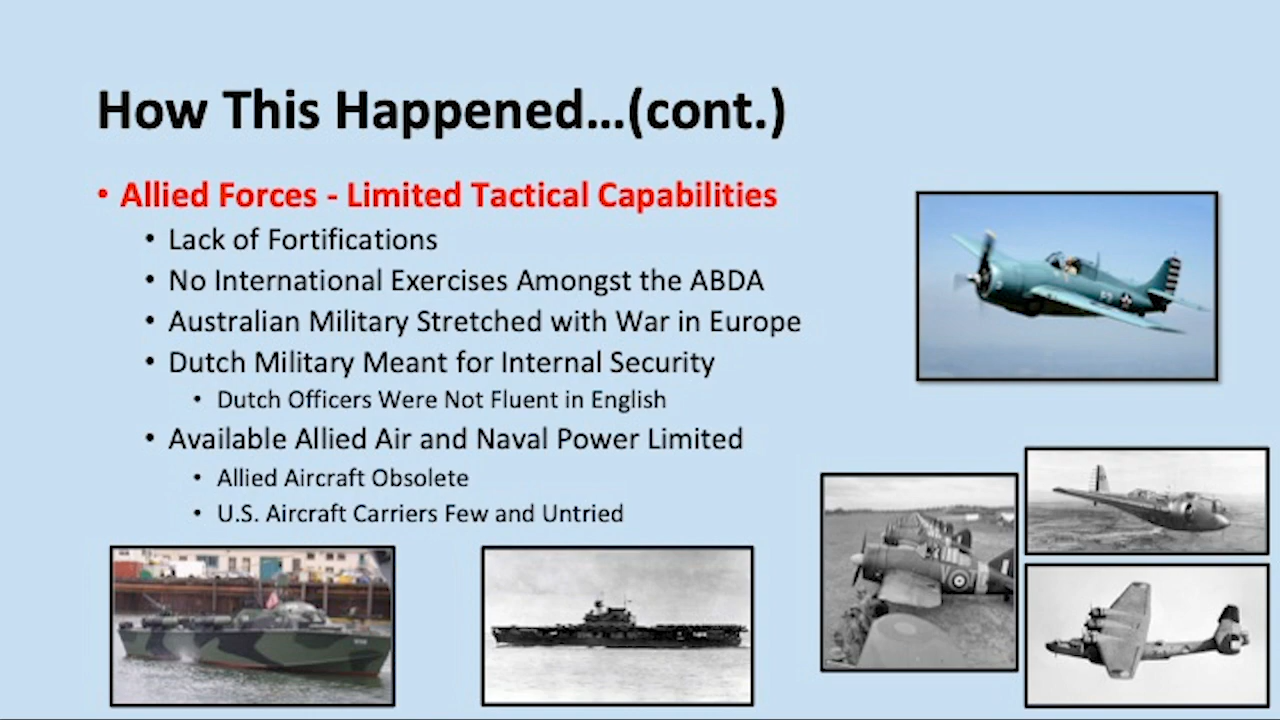 How This Happened...(cont.)
• Allied Forces - Limited Tactical Capabilities
• Lack of Fortifications
• No International Exercises Amongst the ABDA
• Australian Military Stretched with War in Europe
• Dutch Military Meant for Internal Security
• Dutch Officers Were Not Fluent in English
• Available Allied Air and Naval Power Limited
• Allied Aircraft Obsolete
• U.S. Aircraft Carriers Few and Untried